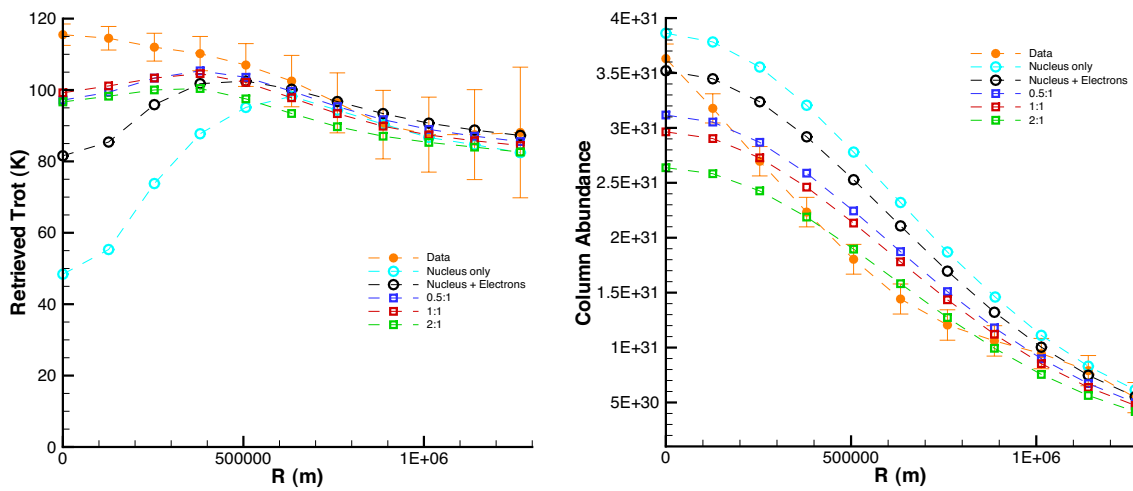 120
100
80
60
40
20
0
Retrieved Trot (K)
0
500000
1E+06
R (m)
Data
Nucleus only
Nucleus + Electrons
0.5:1
1:1
2:1
4E+31
3.5E+31
3E+31
2.5E+31
2E+31
1.5E+31
1E+31
5E+30
Column Abundance
0
500000
1E+06
R (m)
Data
Nucleus only
Nucleus + Electrons
0.5:1
1:1
2:1